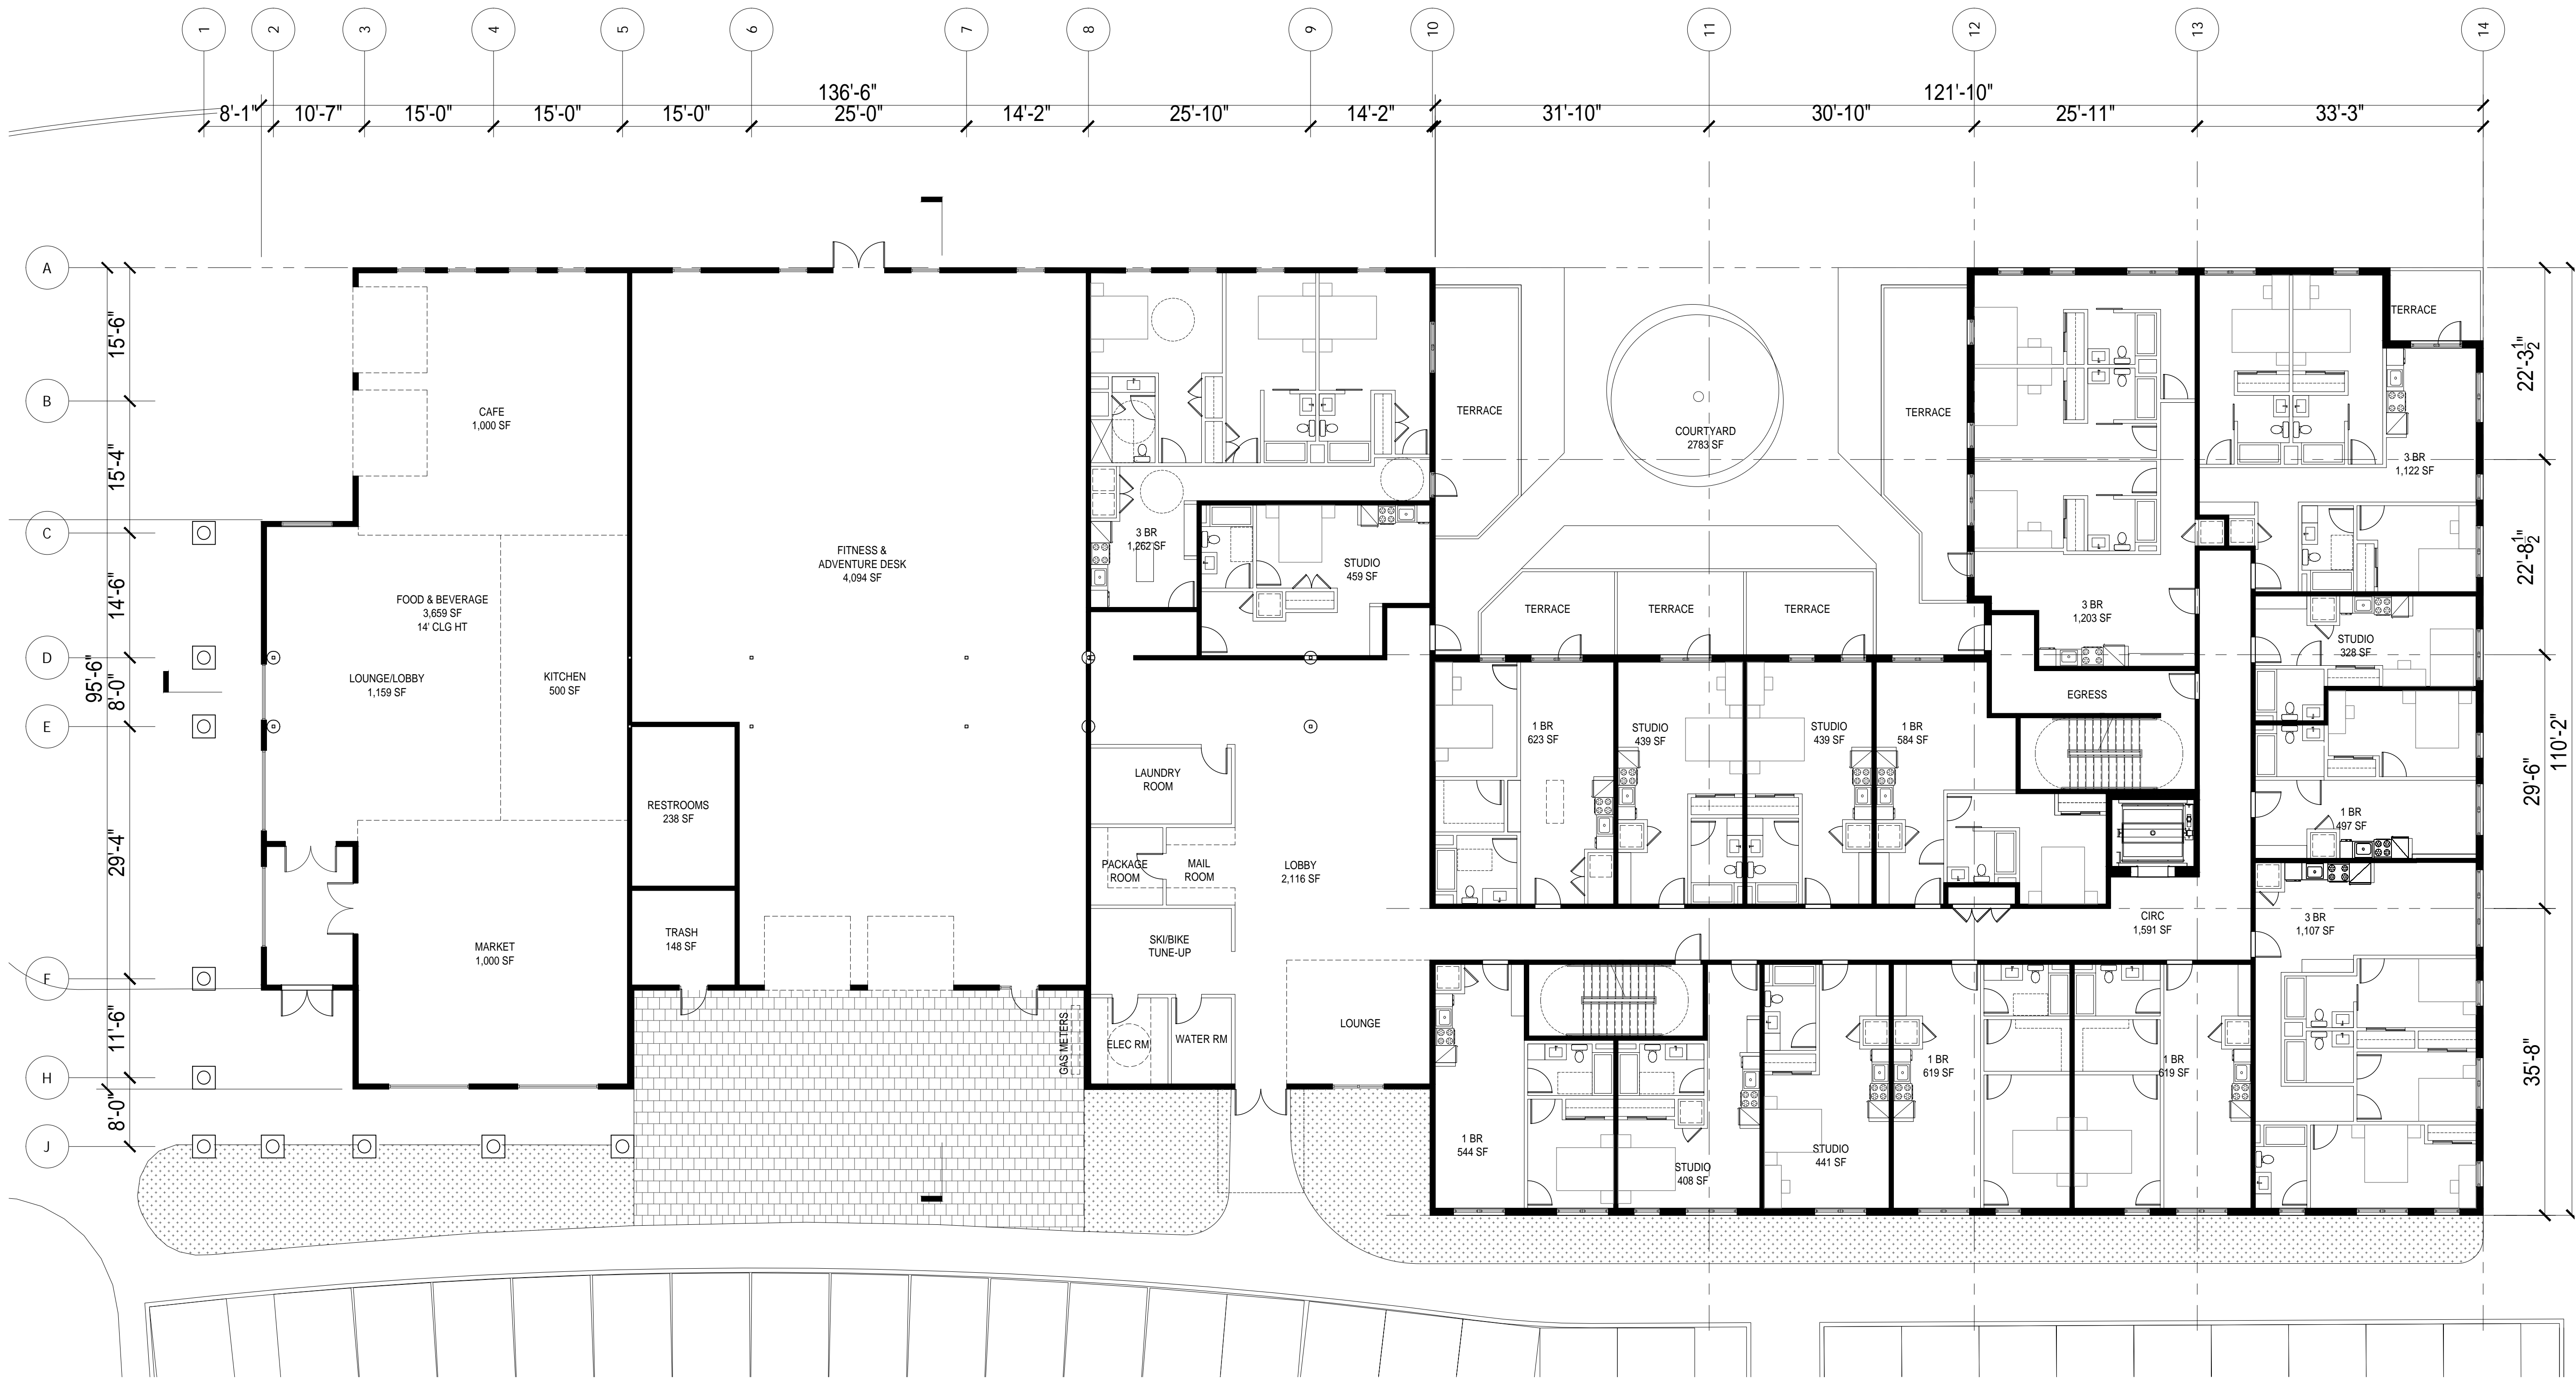 1
2
3
4
5
6
7
8
9
10
11
12
13
14
136'-6"
121'-10"
8'-1"
10'-7"
15'-0"
15'-0"
15'-0"
25'-0"
14'-2"
25'-10"
14'-2"
31'-10"
30'-10"
25'-11"
33'-3"
A
B
C
D
E
F
H
J
15'-6"
15'-4"
14'-6"
8'-0"
29'-4"
11'-6"
8'-0"
95'-6"
22'-3 1/2"
22'-8 1/2"
29'-6"
35'-8"
110'-2"
CAFE
1,000 SF
FOOD & BEVERAGE
3,659 SF
14' CLG HT
LOUNGE/LOBBY
1,159 SF
KITCHEN
500 SF
MARKET
1,000 SF
FITNESS &
ADVENTURE DESK
4,094 SF
RESTROOMS
238 SF
TRASH
148 SF
GAS METERS
3 BR
1,262 SF
STUDIO
459 SF
LAUNDRY
ROOM
PACKAGE
ROOM
MAIL
ROOM
SKI/BIKE
TUNE-UP
ELEC RM
WATER RM
LOBBY
2,116 SF
LOUNGE
TERRACE
COURTYARD
2783 SF
TERRACE
TERRACE
TERRACE
TERRACE
TERRACE
3 BR
1,122 SF
3 BR
1,203 SF
STUDIO
328 SF
EGRESS
1 BR
623 SF
STUDIO
439 SF
STUDIO
439 SF
1 BR
584 SF
1 BR
497 SF
CIRC
1,591 SF
3 BR
1,107 SF
1 BR
544 SF
STUDIO
408 SF
STUDIO
441 SF
1 BR
619 SF
1 BR
619 SF